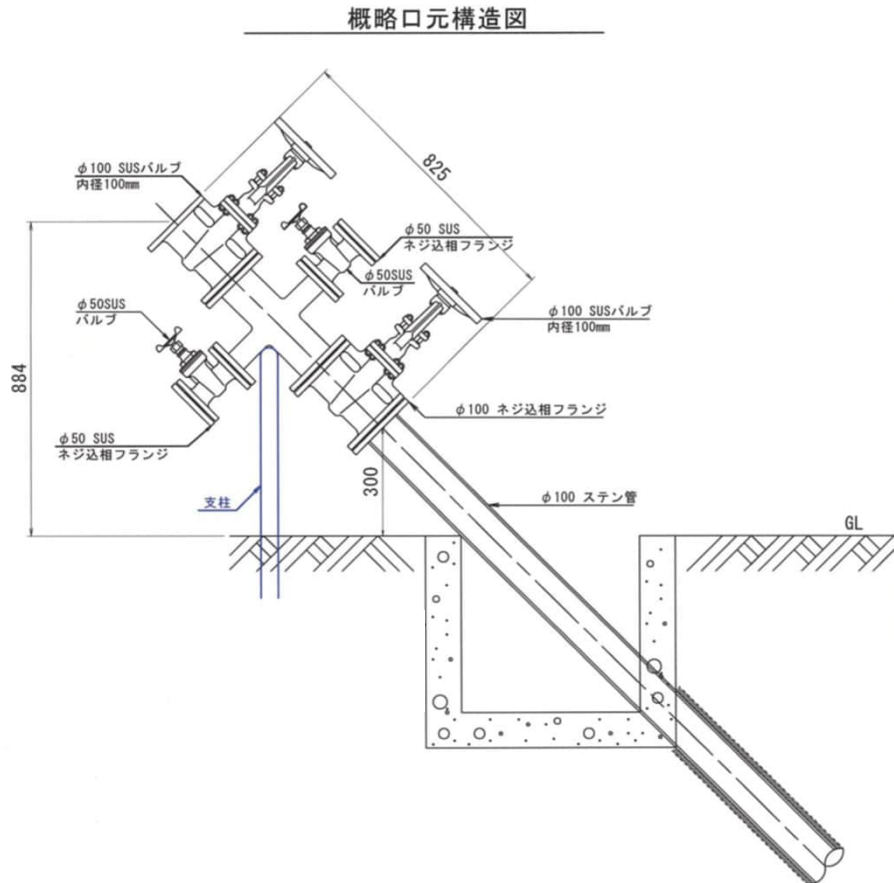 概略口元構造図
φ100 SUSバルブ
内径100mm
825
φ50 SUS
ネジ込相フランジ
φ50SUS
バルブ
φ50SUS
バルブ
φ100 SUSバルブ
内径100mm
884
φ100 ネジ込相フランジ
φ50 SUS
ネジ込相フランジ
300
支柱
φ100 ステン管
GL